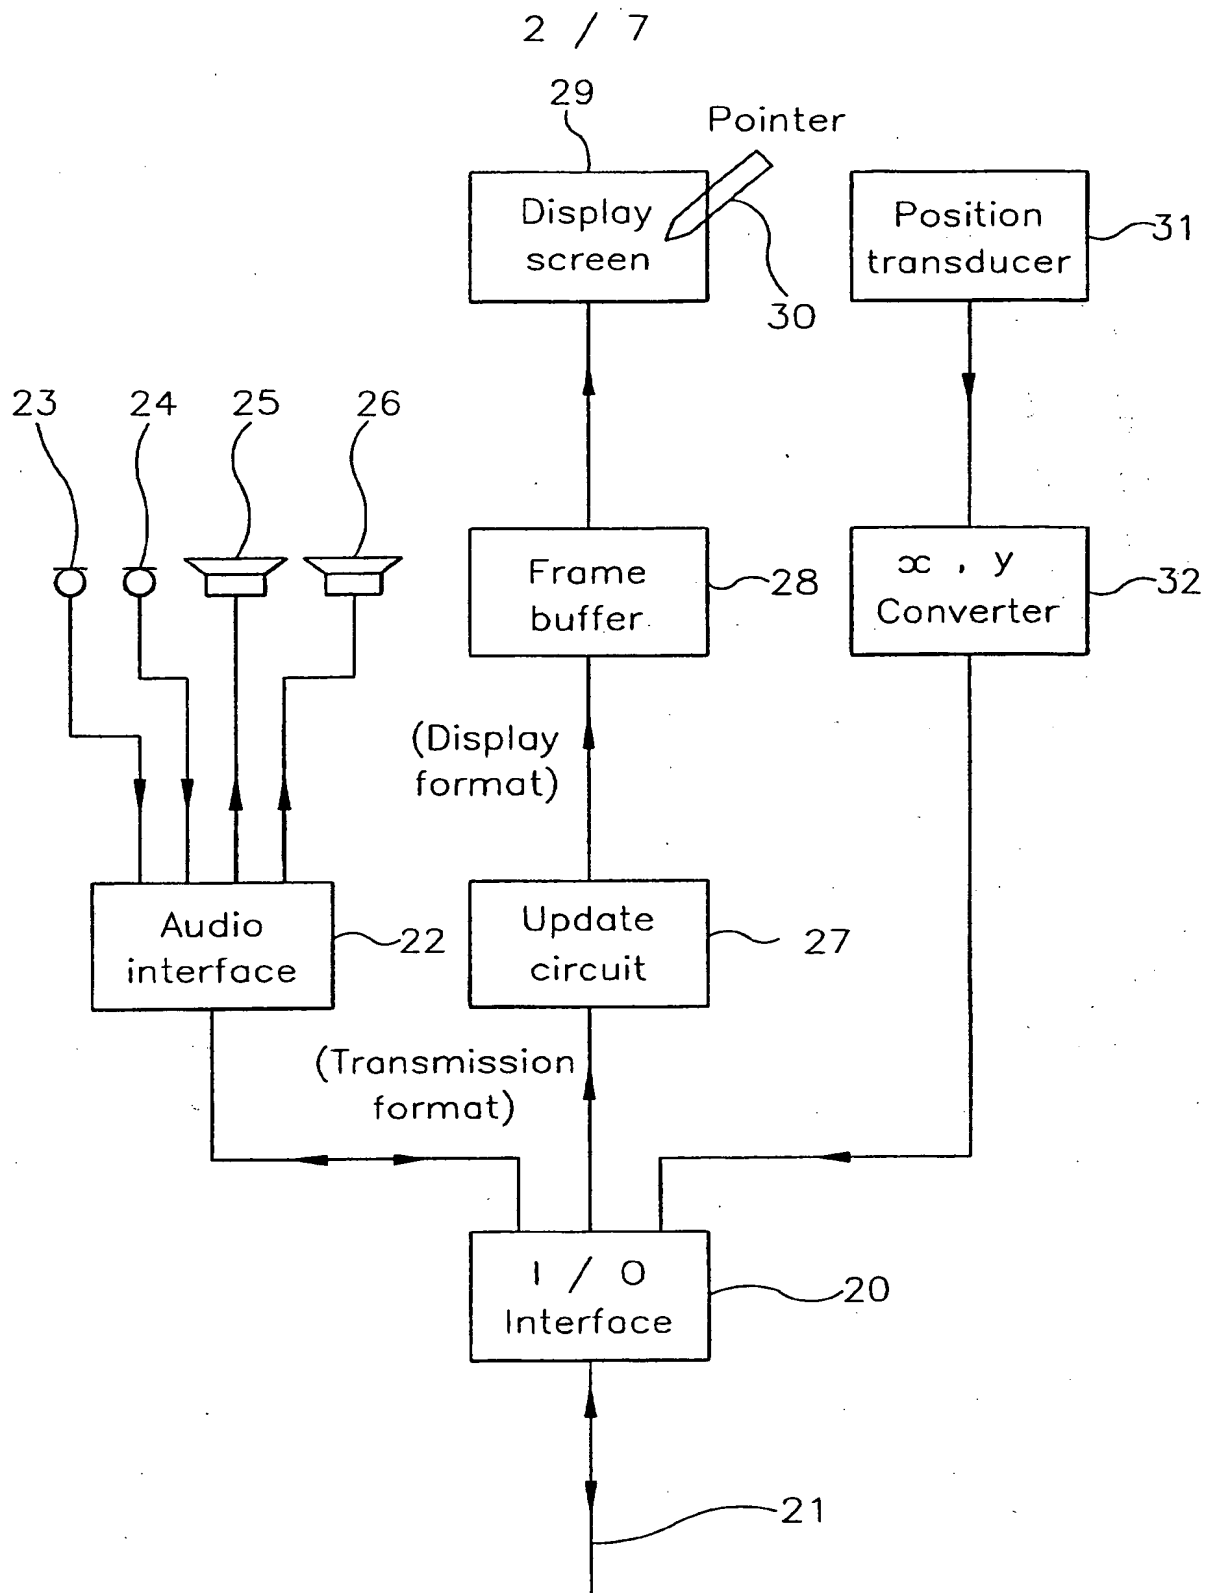 2 / 7
29
Pointer
Display
screen
30
Position
transducer
31
23
24
25
26
Frame
buffer
28
x , y
Converter
32
(Display
format)
Audio
interface
22
Update
circuit
27
(Transmission
format)
I / O
Interface
20
21